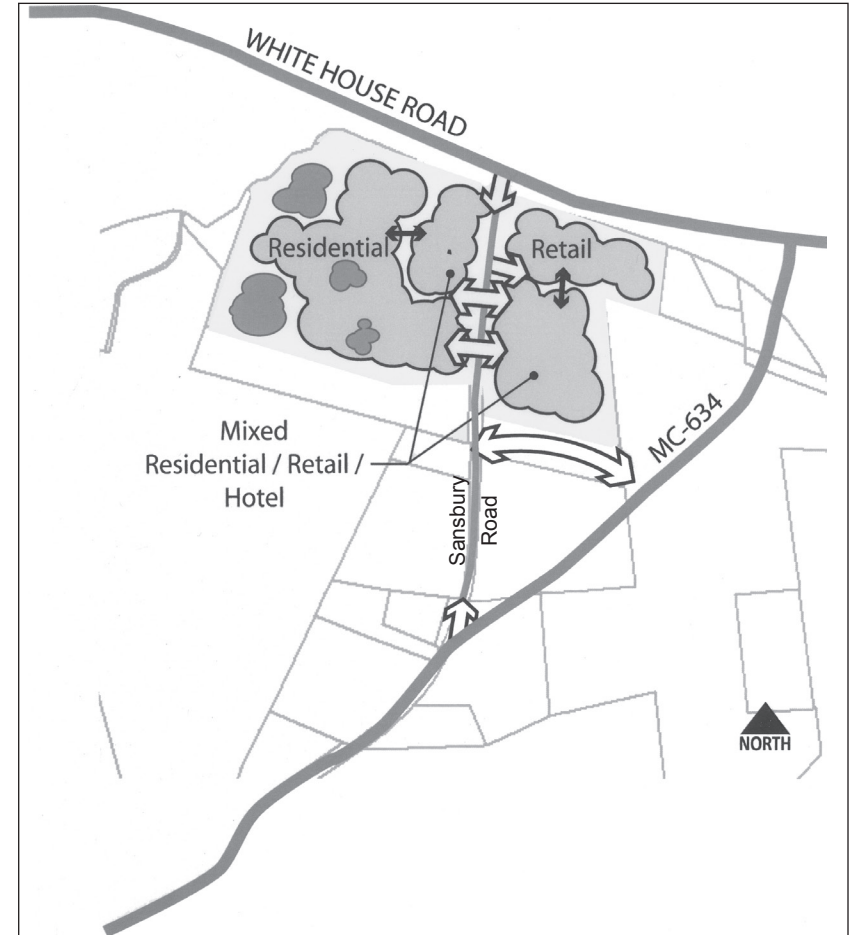 WHITE HOUSE ROAD
Residential
Retail
MC-634
Mixed
Residential / Retail /
Hotel
Sansbury
Road
NORTH